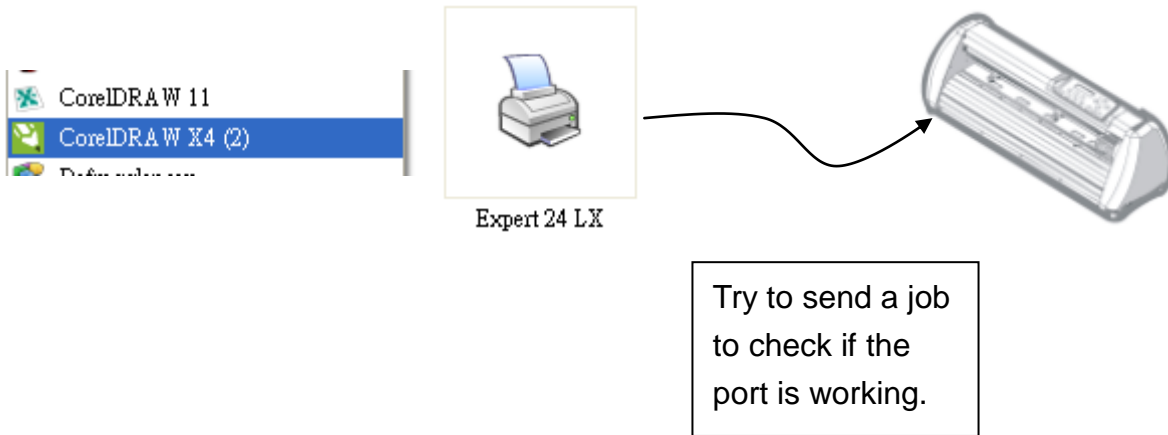 CorelDRAW 11
CorelDRAW X4 (2)
Expert 24 LX
Try to send a job
to check if the
port is working.